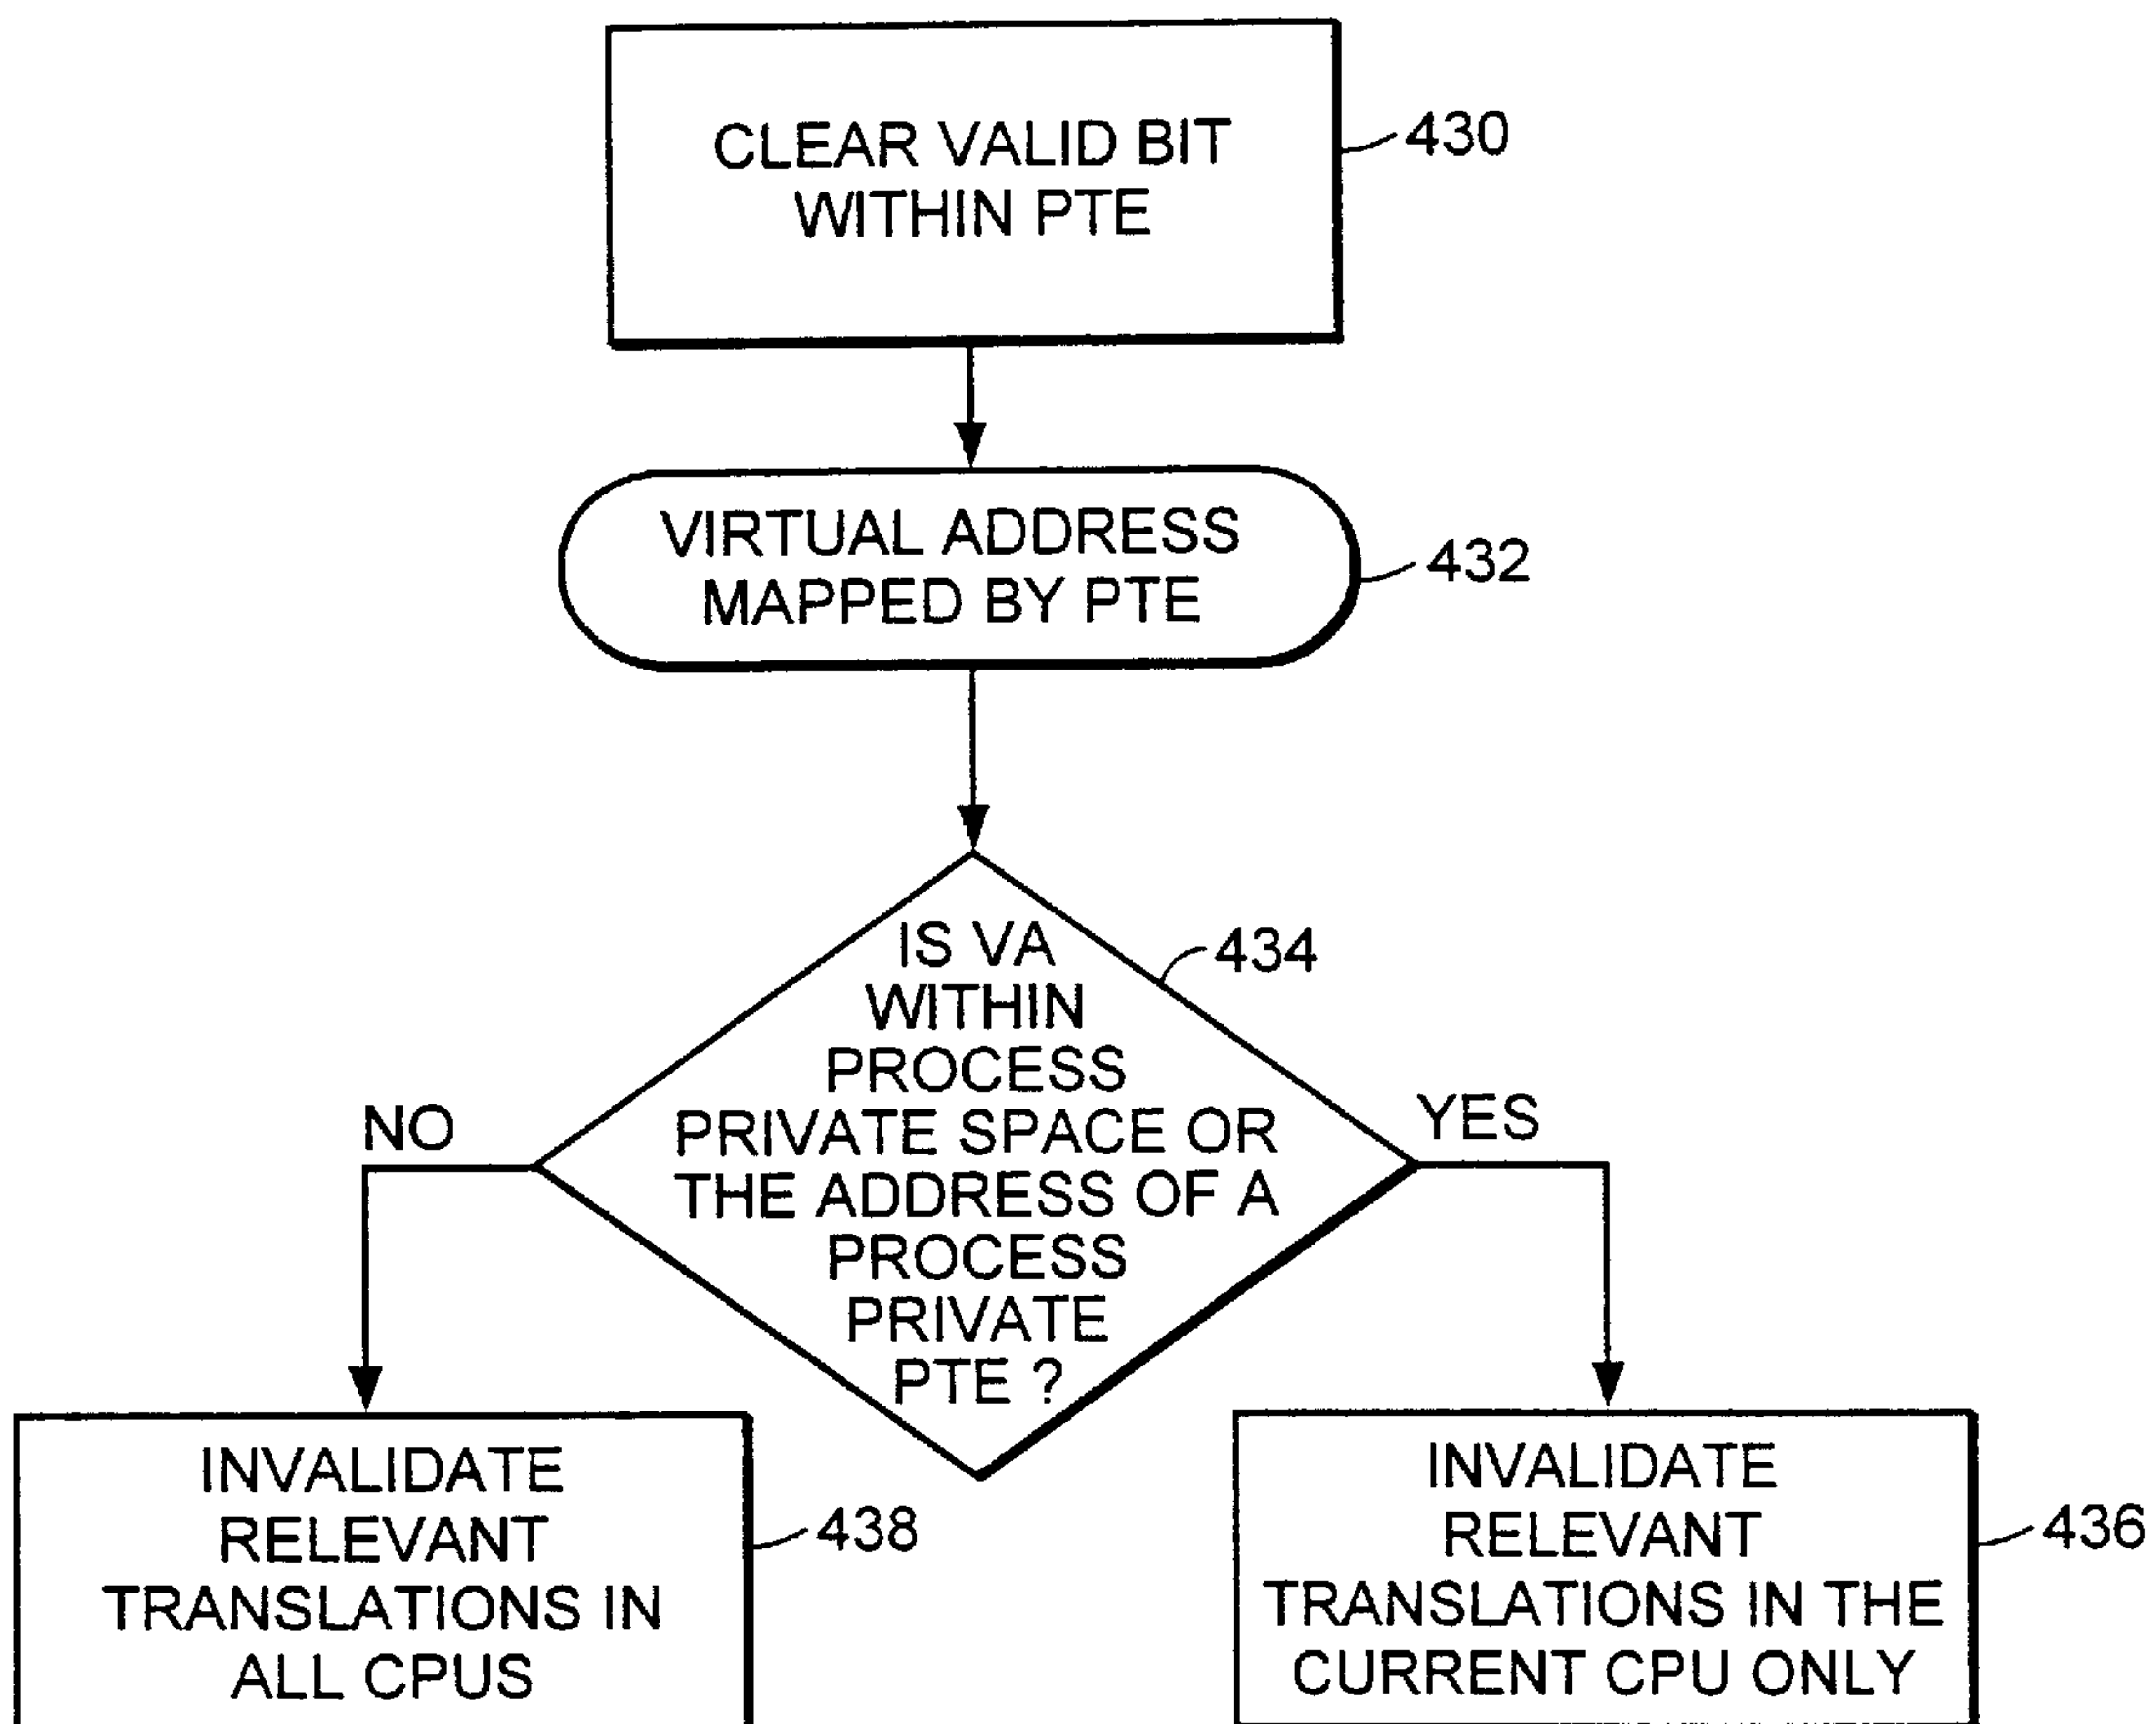 CLEAR VALID BIT
WITHIN PTE
430
VIRTUAL ADDRESS
MAPPED BY PTE
432
IS VA
WITHIN
PROCESS
PRIVATE SPACE OR
THE ADDRESS OF A
PROCESS
PRIVATE
PTE ?
434
NO
YES
INVALIDATE
RELEVANT
TRANSLATIONS IN
ALL CPUS
438
INVALIDATE
RELEVANT
TRANSLATIONS IN THE
CURRENT CPU ONLY
436